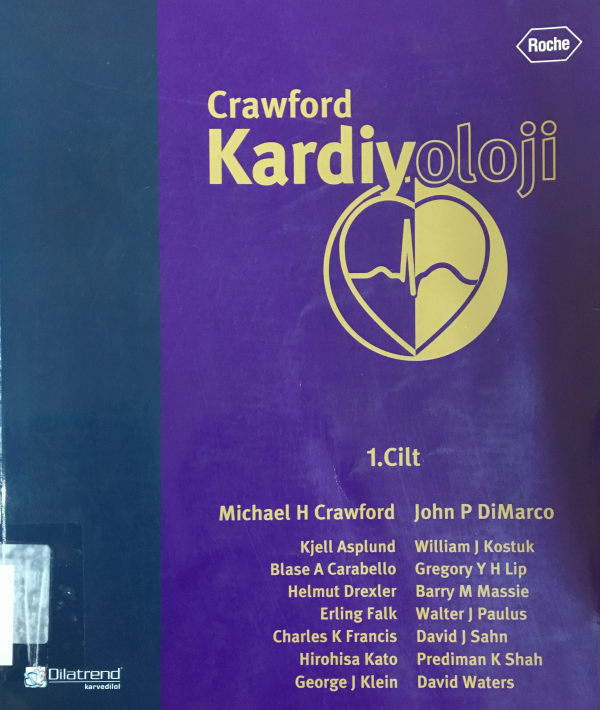 Roche
Crawford
Kardiyoloji
1.Cilt
Michael H Crawford John P DiMarco
Kjell Asplund William J Kostuk
Blase A Carabello Gregory Y H Lip
Helmut Drexler Barry M Massie
Erling Falk Walter J Paulus
Charles K Francis David J Sahn
Hirohisa Kato Prediman K Shah
George J Klein David Waters
Dilatrend
karvedilol